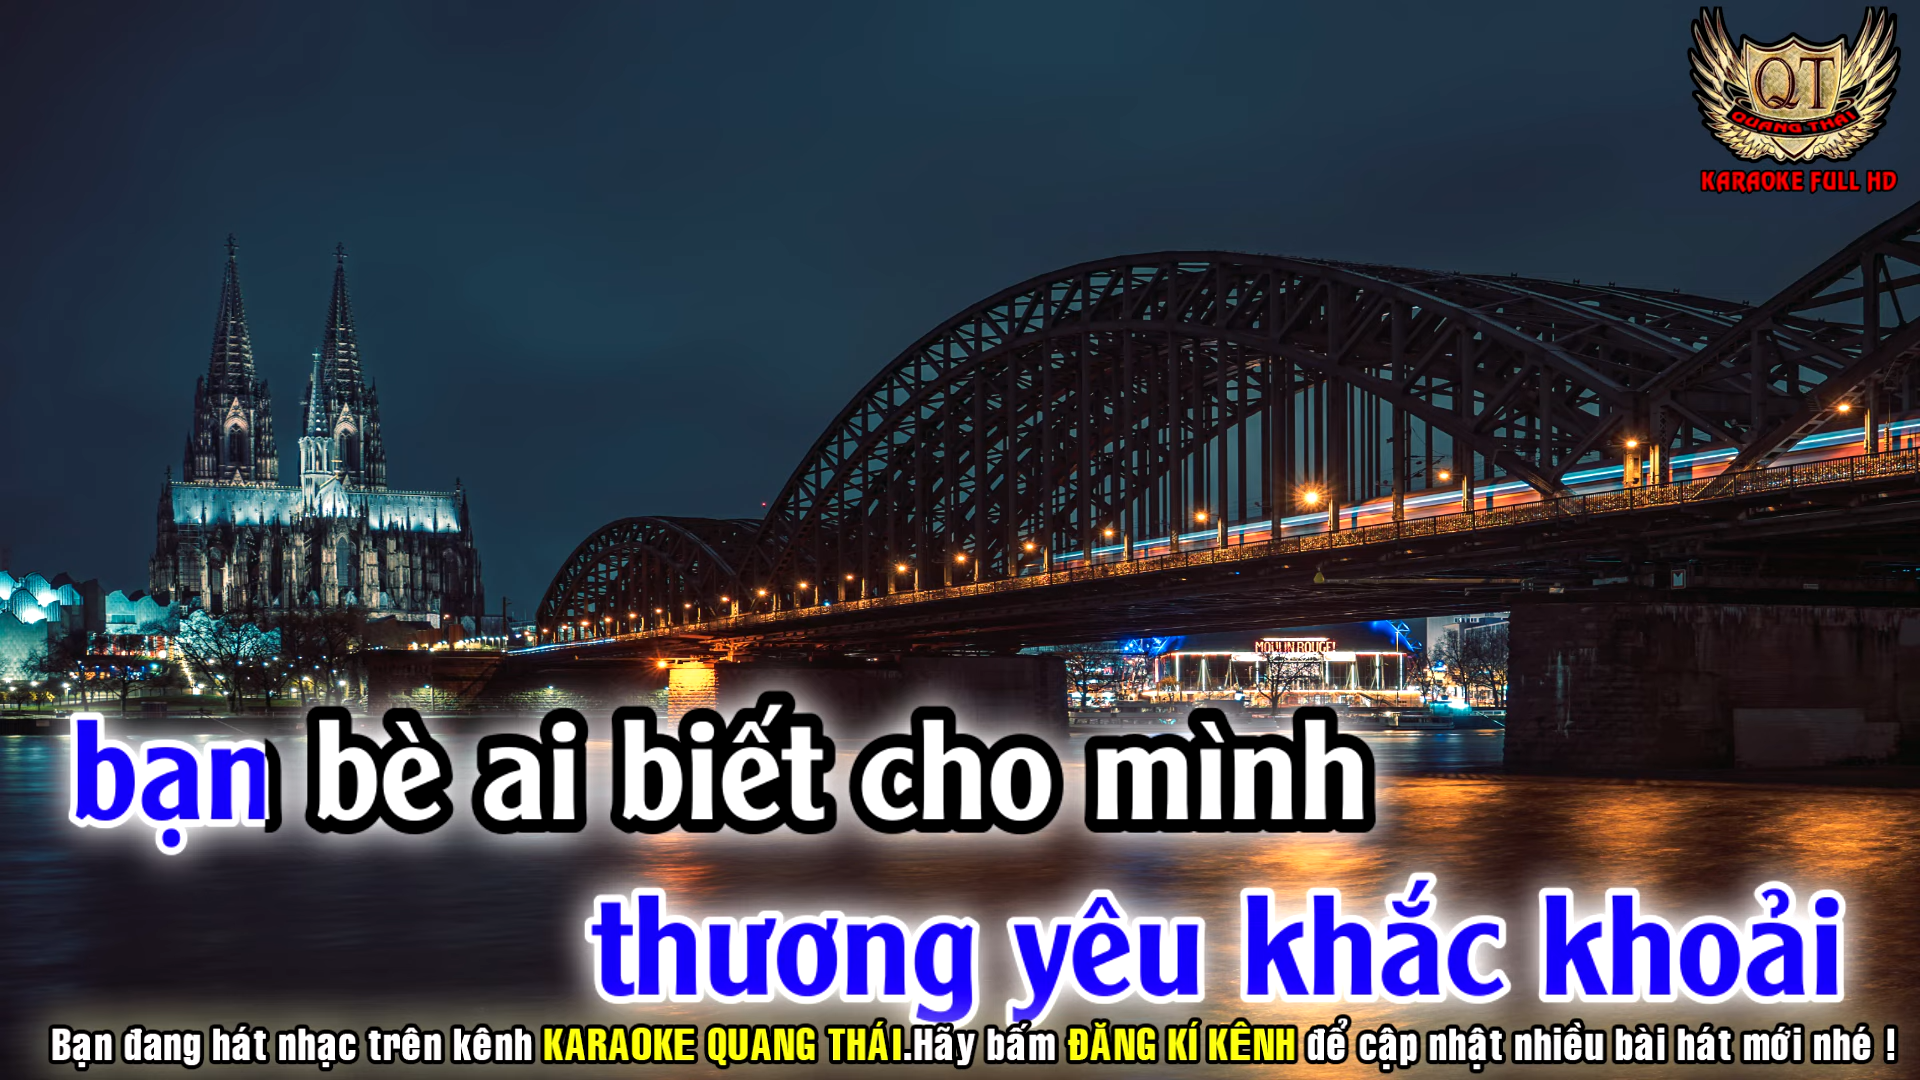 QT
QUANG THÁI
KARAOKE FULL HD
MOULIN ROUGE!
bạn bè ai biết cho mình
thương yêu khắc khoải
Bạn đang hát nhạc trên kênh KARAOKE QUANG THÁI.Hãy bấm ĐĂNG KÍ KÊNH để cập nhật nhiều bài hát mới nhé !